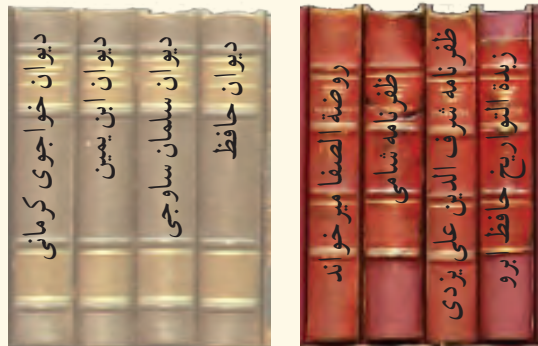 زبدة التواریخ حافظ ابرو
ظفرنامه شرف الدین علی یزدی
ظفرنامه شامی
روضة الصفا میرخواند
دیوان حافظ
دیوان سلمان ساوجی
دیوان ابن یمین
دیوان خواجوی کرمانی